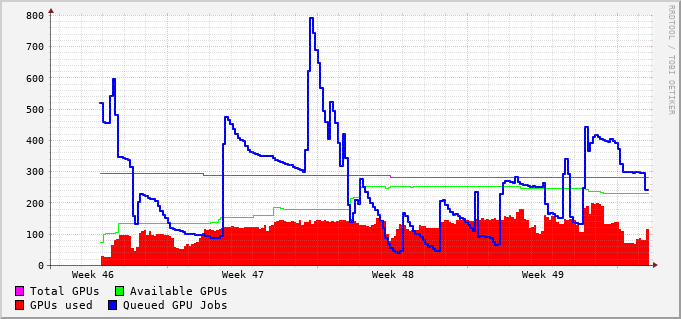 800
700
600
500
400
300
200
100
0
Week 46 Week 47 Week 48 Week 49
Total GPUs Available GPUs
GPUs used Queued GPU Jobs
RRDTOOL / TOBI OETIKER